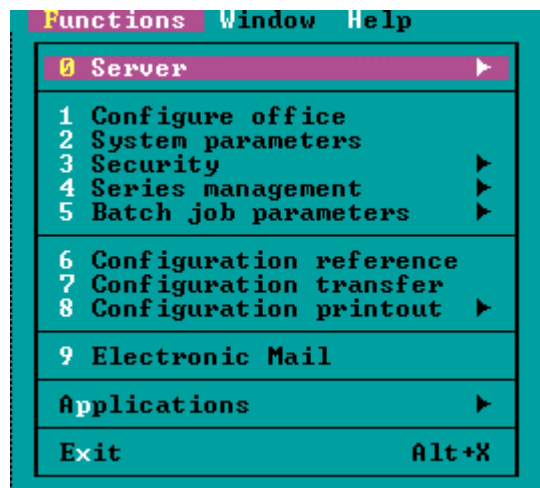 Functions Window Help
0 Server
1 Configure office
2 System parameters
3 Security
4 Series management
5 Batch job parameters
6 Configuration reference
7 Configuration transfer
8 Configuration printout
9 Electronic Mail
Applications
Exit Alt+X